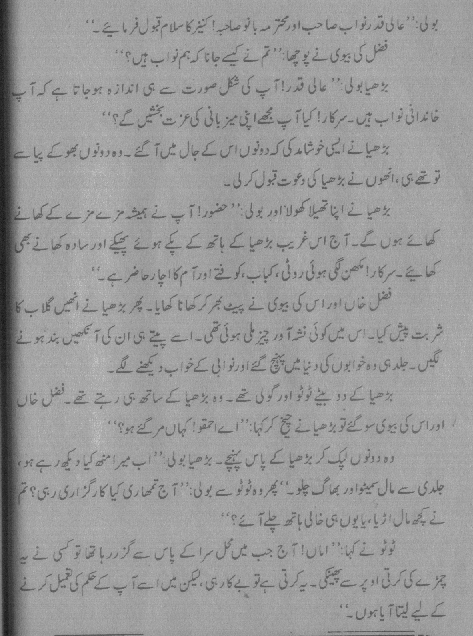 بولی: ’’عالی قدر نواب صاحب اور محترمہ بانو صاحبہ! کنیز کا سلام قبول فرمایئے۔‘‘
فضل کی بیوی نے پوچھا: ’’تم نے کیسے جانا کہ ہم نواب ہیں؟‘‘
بڑھیا بولی: ’’عالی قدر! آپ کی شکل صورت سے ہی اندازہ ہوجاتا ہے کہ آپ
خاندانی نواب ہیں۔ سرکار! کیا آپ مجھے اپنی میزبانی کی عزت بخشیں گے؟‘‘
بڑھیا نے ایسی خوشامد کی کہ دونوں اس کے جال میں آگئے۔ وہ دونوں بھوکے پیاسے
تو تھے ہی، انھوں نے بڑھیا کی دعوت قبول کر لی۔
بڑھیا نے اپنا تھیلا کھولا اور بولی: ’’حضور! آپ نے ہمیشہ مزے مزے کے کھانے
کھائے ہوں گے۔ آج اس غریب بڑھیا کے ہاتھ کے پکے ہوئے پھیکے اور سادہ کھانے بھی
کھایئے۔ سرکار! مکھن لگی ہوئی روٹی، کباب، کوفتے اور آم کا اچار حاضر ہے۔‘‘
فضل خاں اور اس کی بیوی نے پیٹ بھر کر کھانا کھایا۔ پھر بڑھیا نے انھیں گلاب کا
شربت پیش کیا۔ اس میں کوئی نشہ آور چیز ملی ہوئی تھی۔ اسے پیتے ہی ان کی آنکھیں بند ہونے
لگیں۔ جلد ہی وہ خوابوں کی دنیا میں پہنچ گئے اور نوابی کے خواب دیکھنے لگے۔
بڑھیا کے دو بیٹے ٹوٹو اور گولی تھے۔ وہ بڑھیا کے ساتھ ہی رہتے تھے۔ فضل خاں
اور اس کی بیوی سو گئے تو بڑھیا نے چیخ کر کہا: ’’اے احمقو! کہاں مر گئے ہو؟‘‘
وہ دونوں لپک کر بڑھیا کے پاس پہنچے۔ بڑھیا بولی: ’’اب میرا منھ کیا دیکھ رہے ہو،
جلدی سے مال سمیٹو اور بھاگ چلو۔‘‘ پھر وہ ٹوٹو سے بولی: ’’آج تمھاری کیا کارگزاری رہی؟ تم
نے کچھ مال اڑایا، یا یوں ہی خالی ہاتھ چلے آئے؟‘‘
ٹوٹو نے کہا: ’’اماں! آج جب میں محل سرا کے پاس سے گزر رہا تھا تو کسی نے یہ
چمڑے کی کرتی اوپر سے پھینکی۔ یہ کرتی ہے تو بے کار ہی، لیکن میں اسے آپ کے حکم کی تعمیل کرنے
کے لیے لیتا آیا ہوں۔‘‘